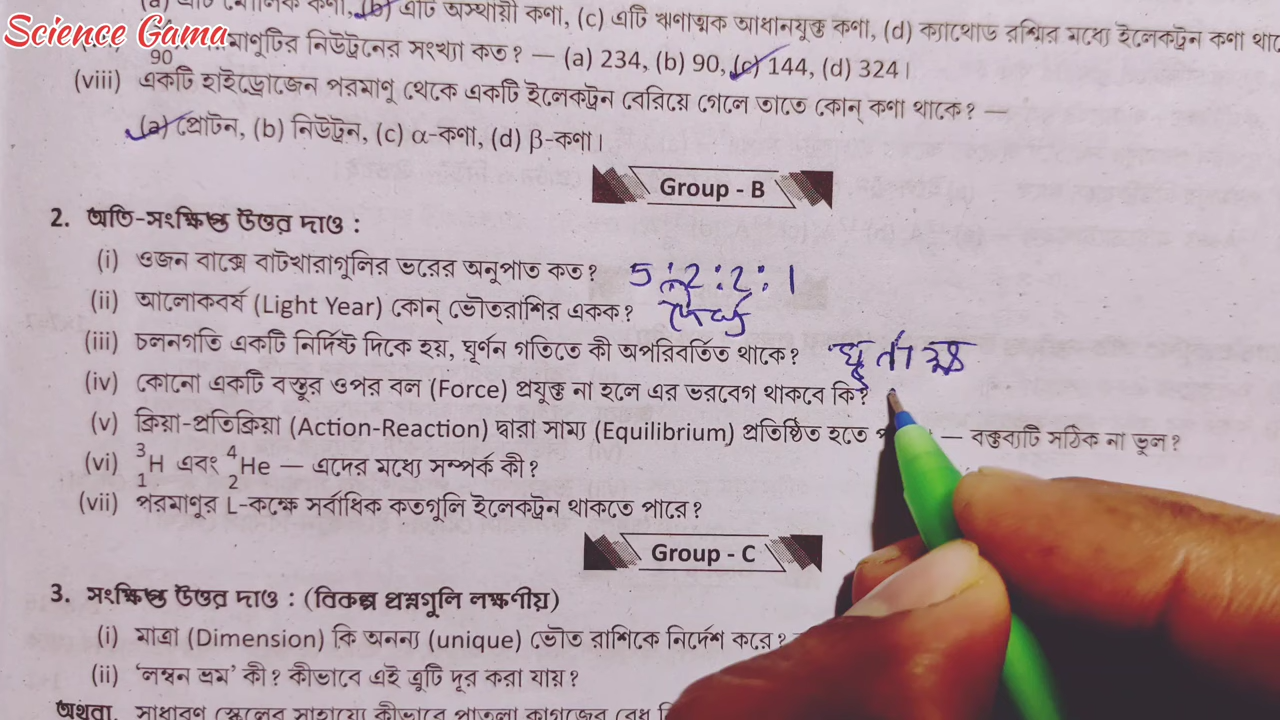 (b) এটি অস্থায়ী কণা, (c) এটি ঋণাত্মক আধানযুক্ত কণা, (d) ক্যাথোড রশ্মির মধ্যে ইলেকট্রন কণা
Science Gama
90 নিউট্রনের সংখ্যা কত? — (a) 234, (b) 90, (c) 144, (d) 324।
(viii) একটি হাইড্রোজেন পরমাণু থেকে একটি ইলেকট্রন বেরিয়ে গেলে তাতে কোন্ কণা থাকে? —
(a) প্রোটন, (b) নিউট্রন, (c) α-কণা, (d) β-কণা।
Group - B
2. অতি-সংক্ষিপ্ত উত্তর দাও :
(i) ওজন বাক্সে বাটখারাগুলির ভরের অনুপাত কত? 5 : 2 : 2 : 1
(ii) আলোকবর্ষ (Light Year) কোন্ ভৌতরাশির একক? দৈর্ঘ্য
(iii) চলনগতি একটি নির্দিষ্ট দিকে হয়, ঘূর্ণন গতিতে কী অপরিবর্তিত থাকে? ঘূর্ণাক্ষ
(iv) কোনো একটি বস্তুর ওপর বল (Force) প্রযুক্ত না হলে এর ভরবেগ থাকবে কি?
(v) ক্রিয়া-প্রতিক্রিয়া (Action-Reaction) দ্বারা সাম্য (Equilibrium) প্রতিষ্ঠিত হতে — বক্তব্যটি সঠিক না ভুল?
(vi) ³₁H এবং ⁴₂He — এদের মধ্যে সম্পর্ক কী?
(vii) পরমাণুর L-কক্ষে সর্বাধিক কতগুলি ইলেকট্রন থাকতে পারে?
Group - C
3. সংক্ষিপ্ত উত্তর দাও : (বিকল্প প্রশ্নগুলি লক্ষণীয়)
(i) মাত্রা (Dimension) কি অনন্য (unique) ভৌত রাশিকে নির্দেশ করে?
(ii) ‘লম্বন ভ্রম’ কী? কীভাবে এই ত্রুটি দূর করা যায়?
অথবা, সাধারণ স্কেলের সাহায্যে কীভাবে পাতলা কাগজের বেধ